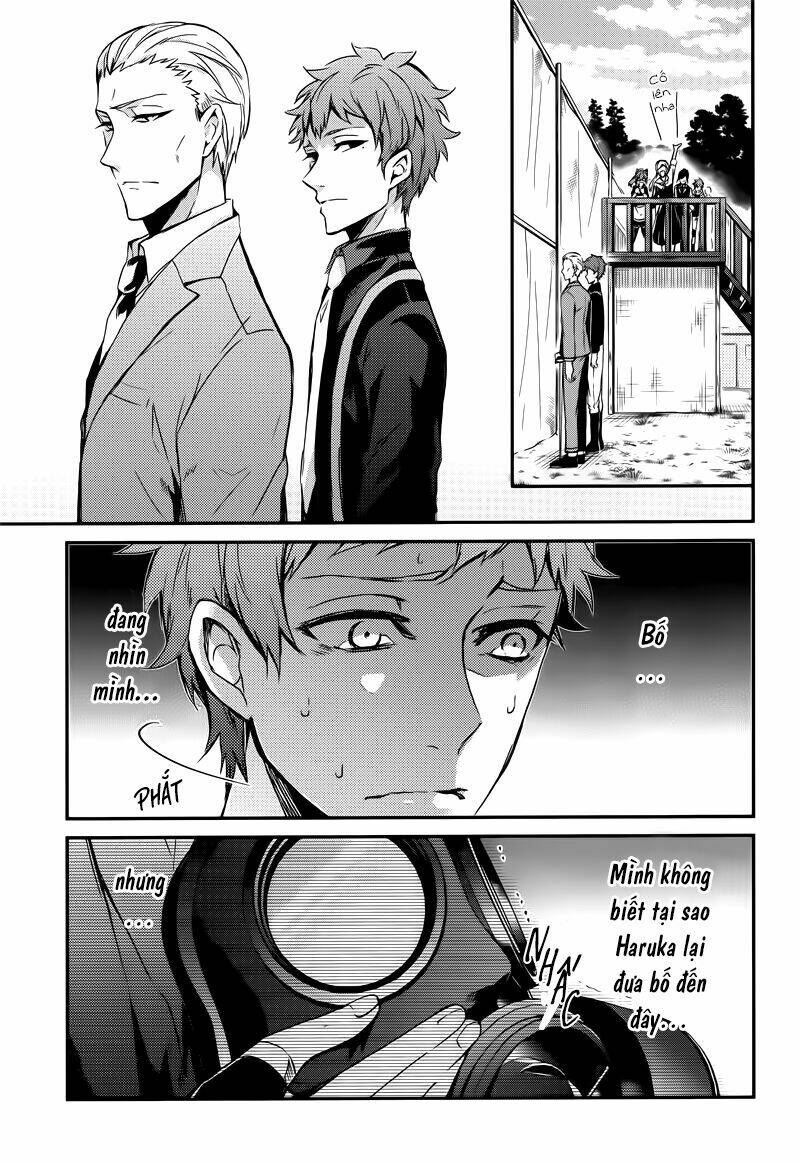 Cố
lên
nha
Bố
...
đang
nhìn
mình...
PHẮT
Mình không
biết tại sao
Haruka lại
đưa bố đến
đây...
NHẤC
nhưng
...